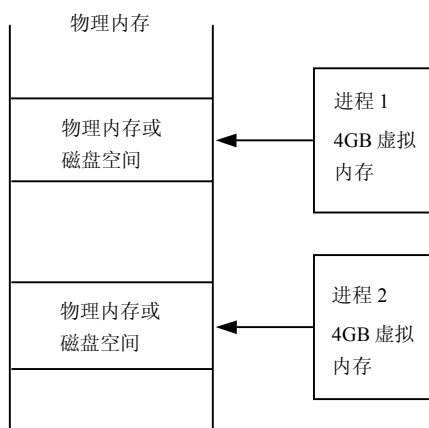 物理内存
物理内存或
磁盘空间
进程 1
4GB 虚拟
内存
物理内存或
磁盘空间
进程 2
4GB 虚拟
内存